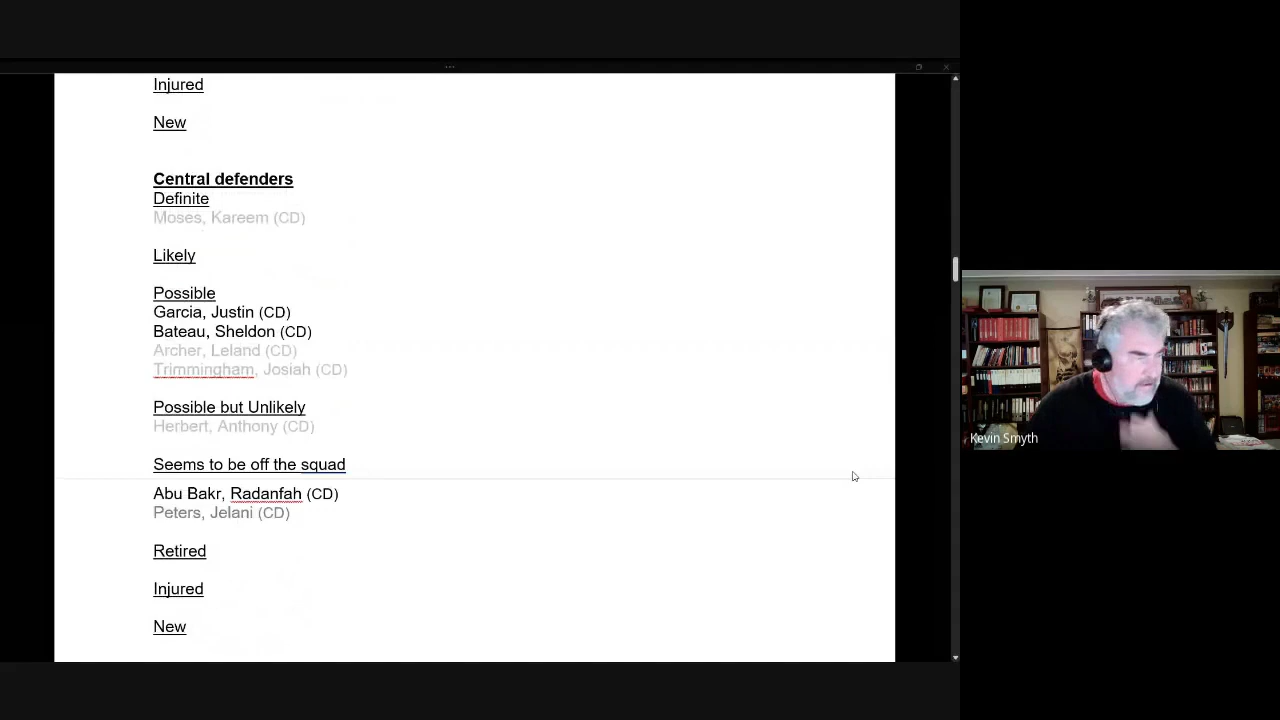 Injured
New
Central defenders
Definite
Moses, Kareem (CD)
Likely
Possible
Garcia, Justin (CD)
Bateau, Sheldon (CD)
Archer, Leland (CD)
Trimmingham, Josiah (CD)
Possible but Unlikely
Herbert, Anthony (CD)
Seems to be off the squad
Abu Bakr, Radanfah (CD)
Peters, Jelani (CD)
Retired
Injured
New
Kevin Smyth